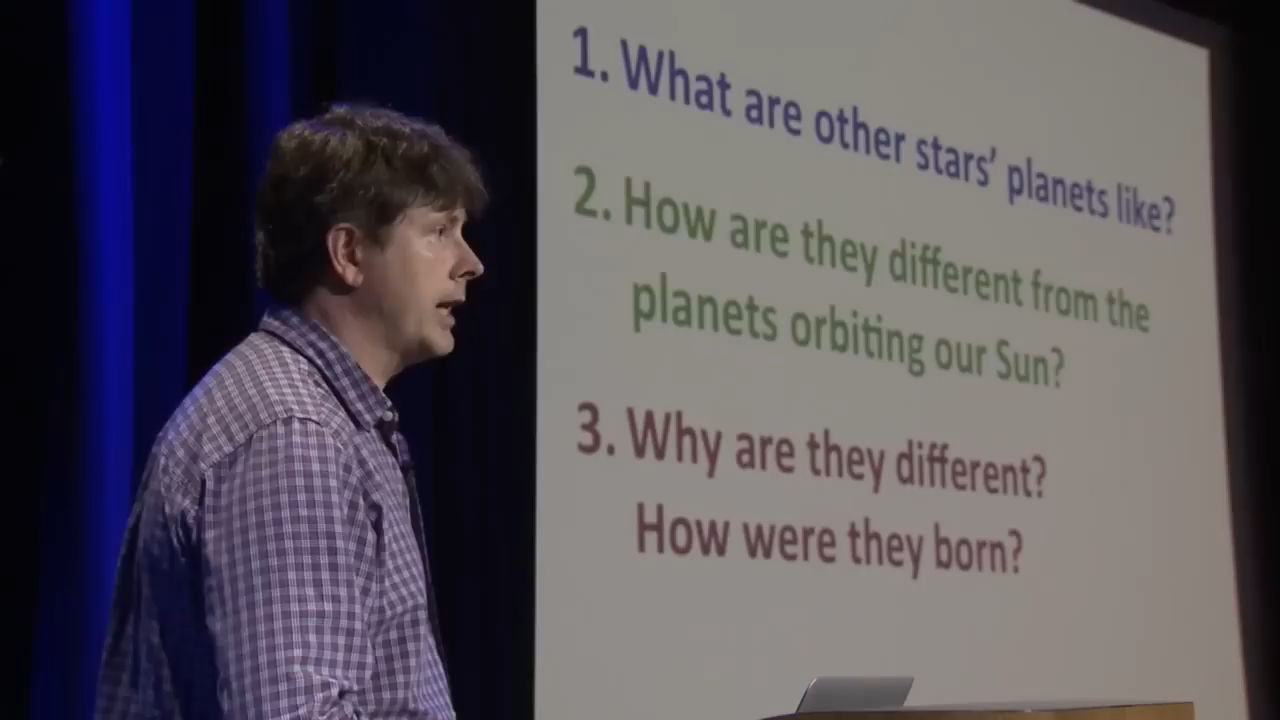 1. What are other stars’ planets like?
2. How are they different from the
planets orbiting our Sun?
3. Why are they different?
How were they born?